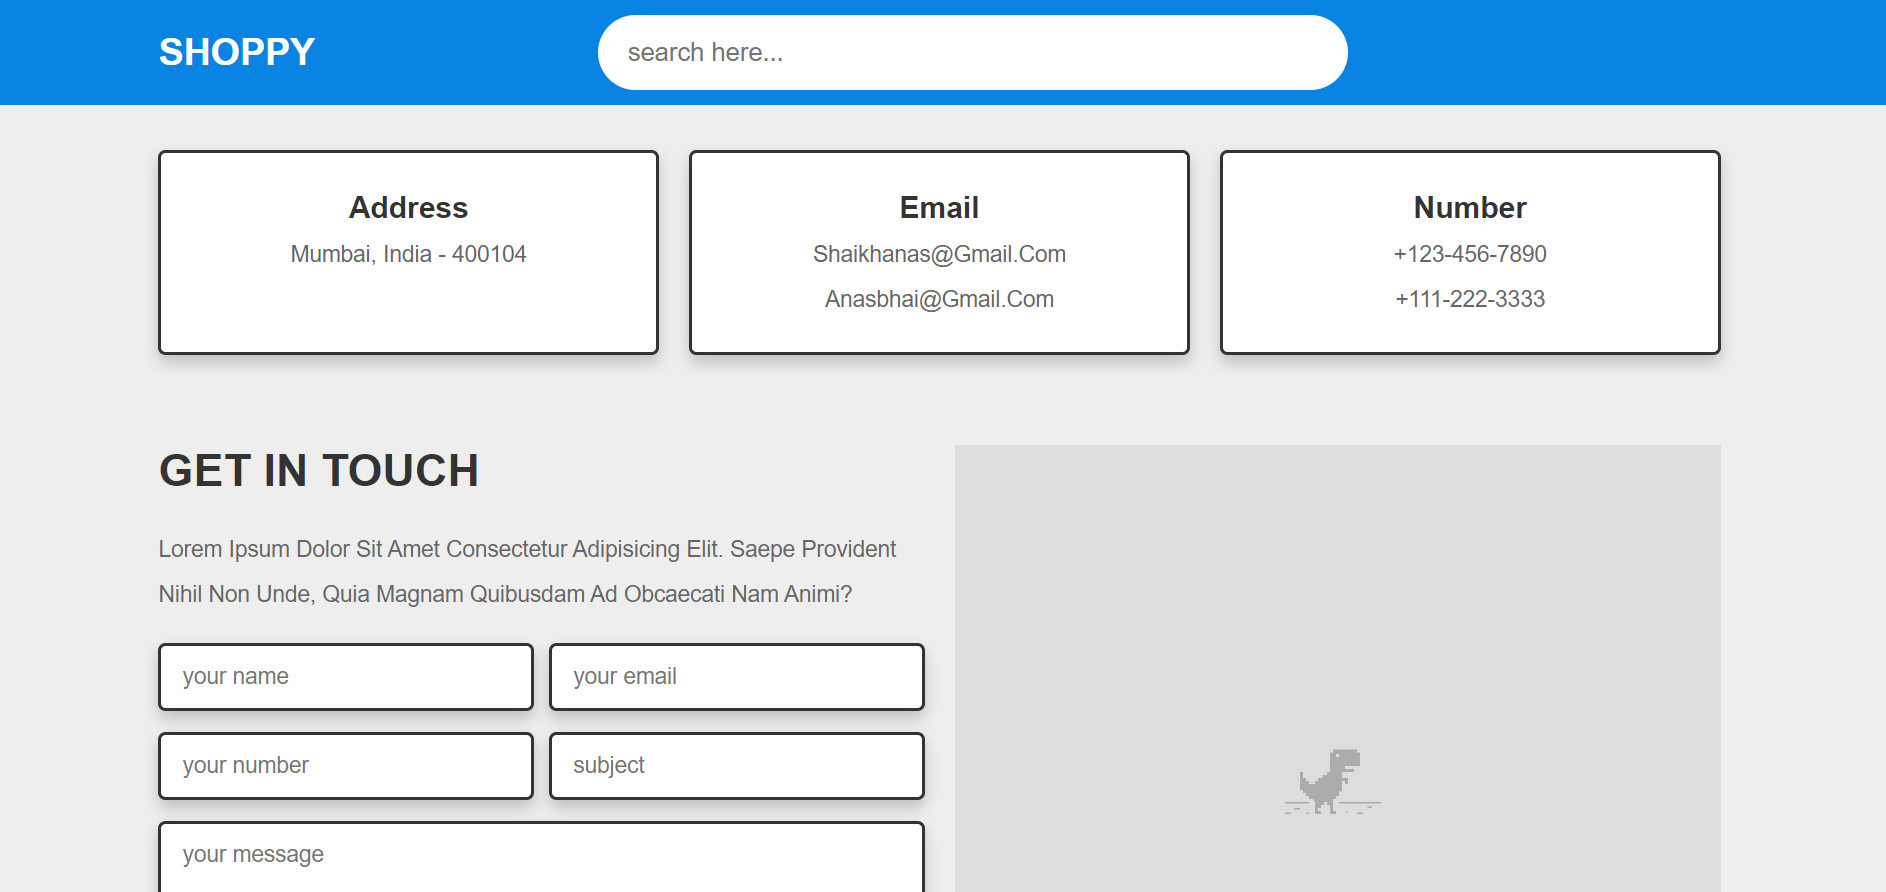 SHOPPY
search here...
Address
Mumbai, India - 400104
Email
Shaikhanas@Gmail.Com
Anasbhai@Gmail.Com
Number
+123-456-7890
+111-222-3333
GET IN TOUCH
Lorem Ipsum Dolor Sit Amet Consectetur Adipisicing Elit. Saepe Provident
Nihil Non Unde, Quia Magnam Quibusdam Ad Obcaecati Nam Animi?
your name
your email
your number
subject
your message